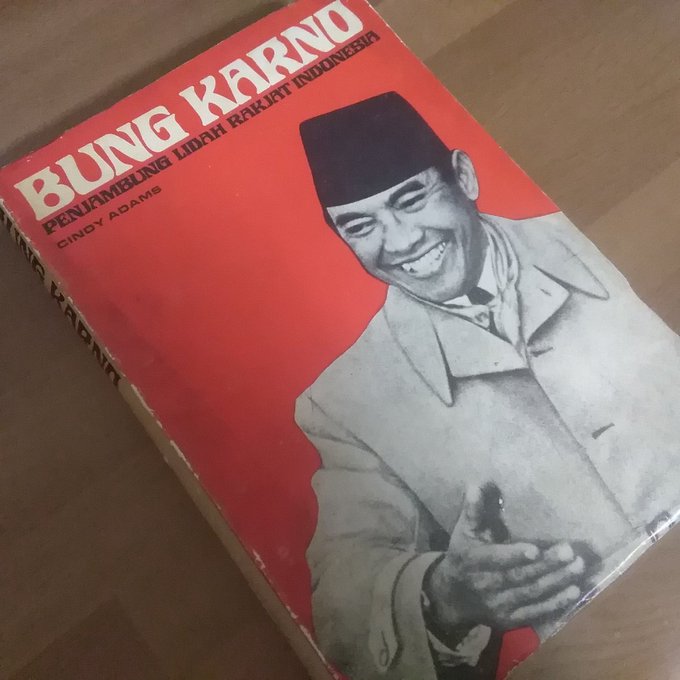 BUNG KARNO
PENJAMBUNG LIDAH RAKJAT INDONESIA
CINDY ADAMS
BUNG KARNO